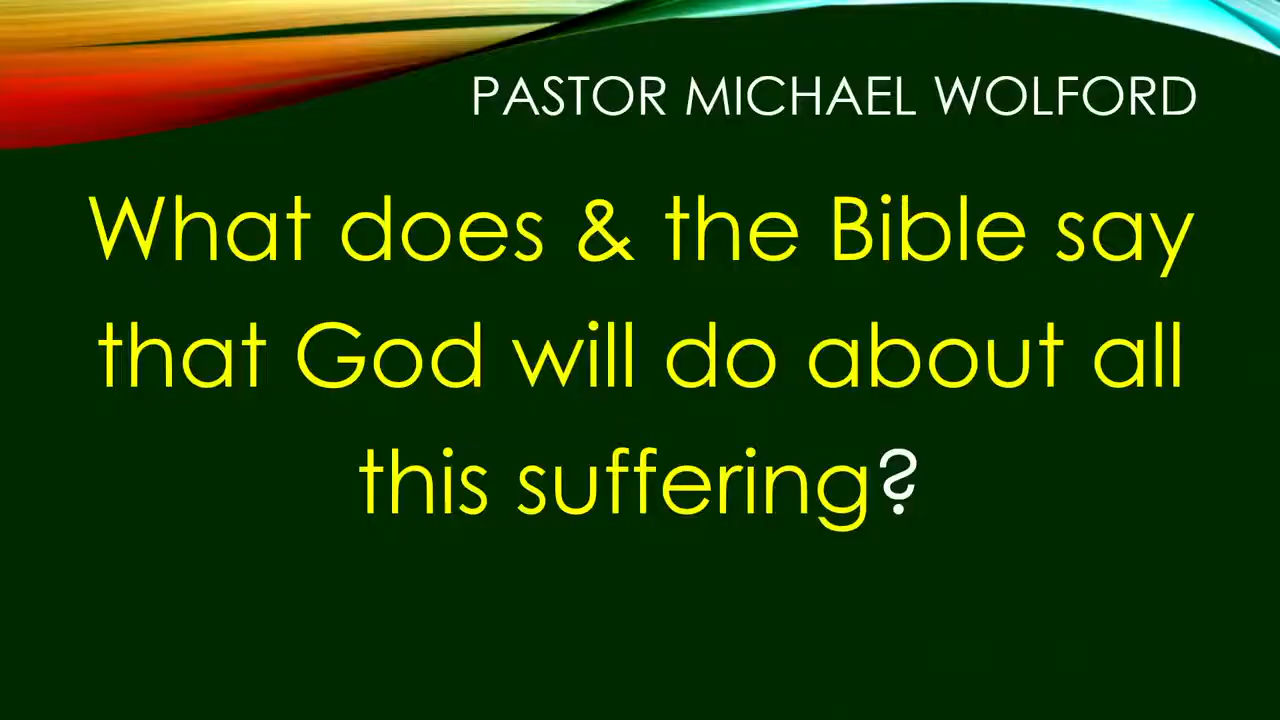 PASTOR MICHAEL WOLFORD
What does & the Bible say
that God will do about all
this suffering?